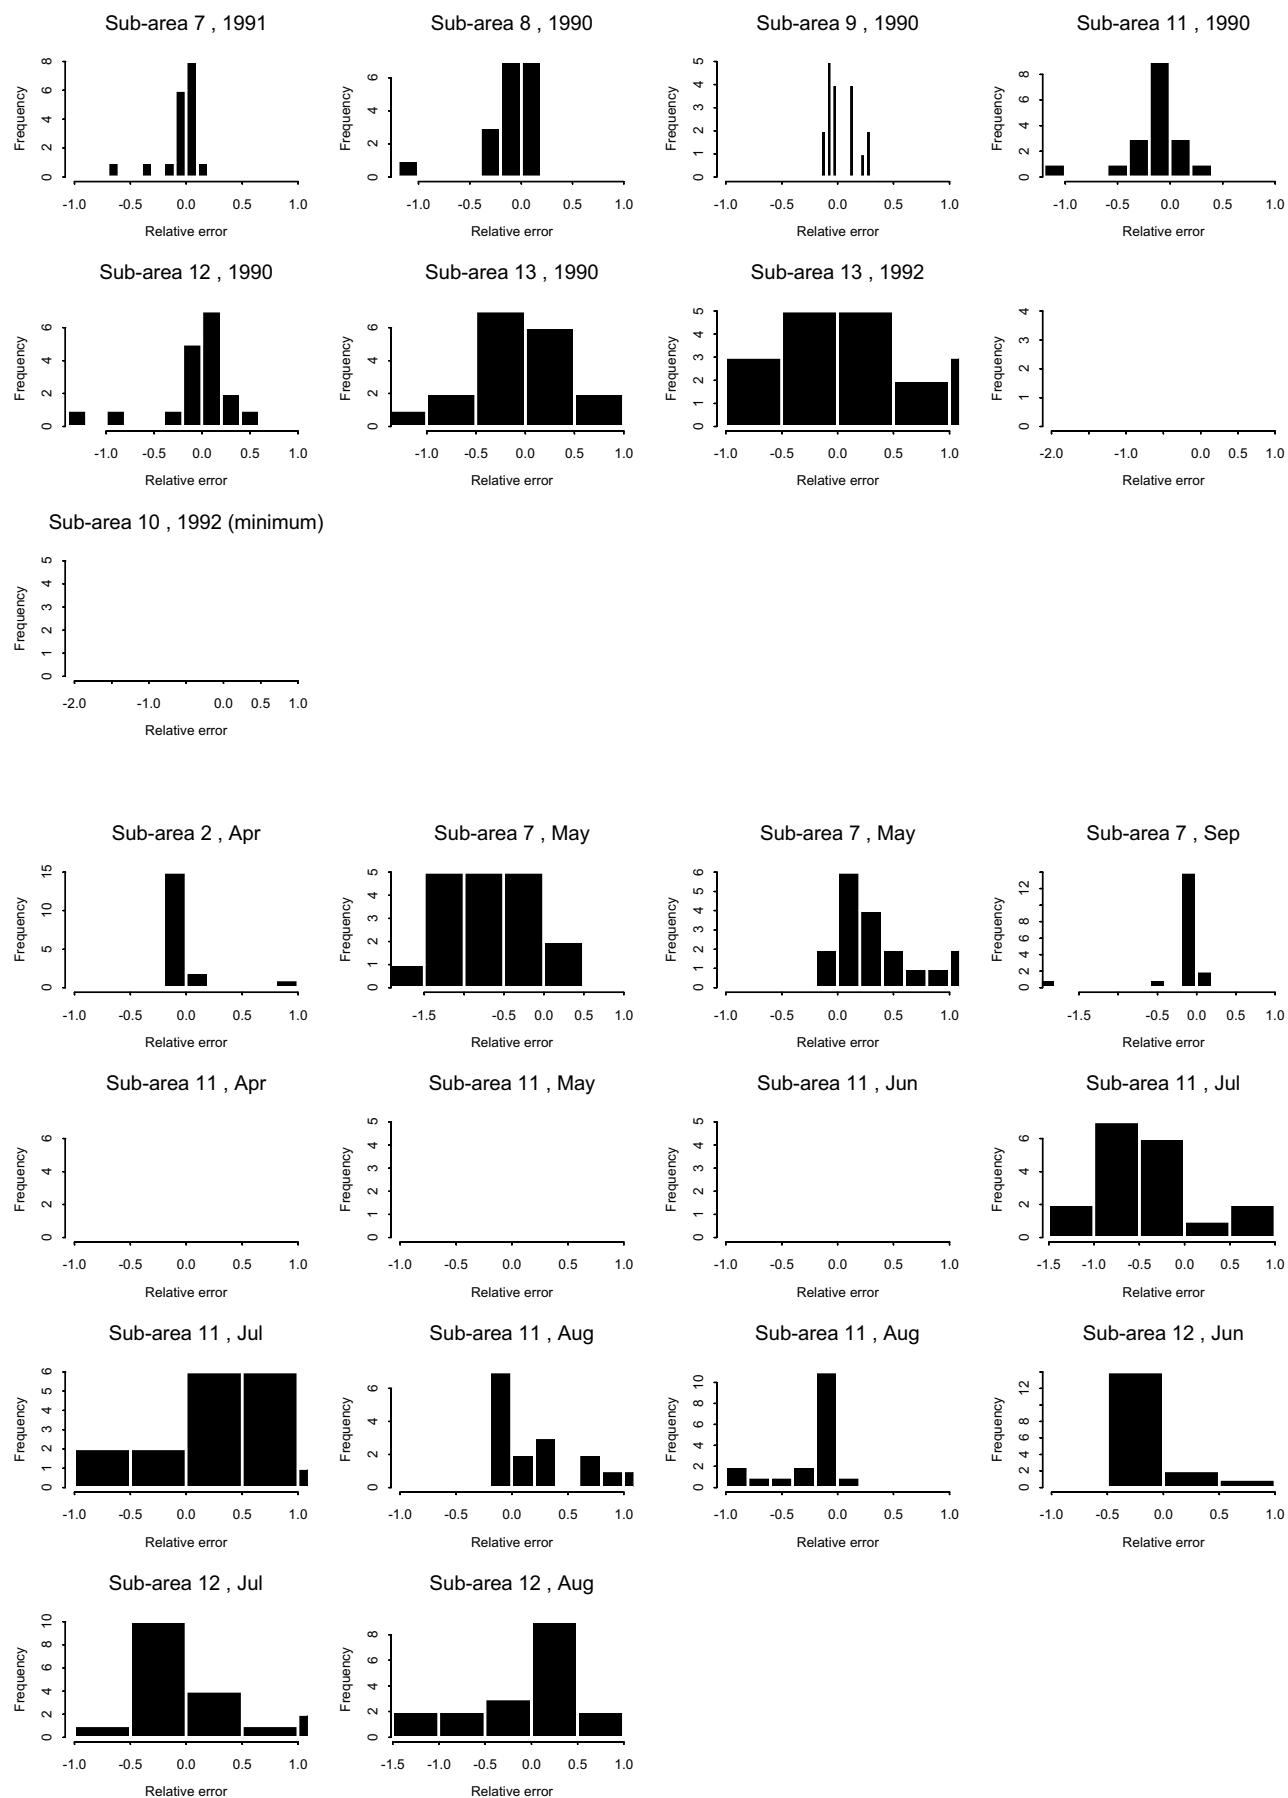 Sub-area 7 , 1991
Sub-area 8 , 1990
Sub-area 9 , 1990
Sub-area 11 , 1990
Frequency
0 2 4 6 8
-1.0 -0.5 0.0 0.5 1.0
Relative error
Frequency
0 2 4 6
-1.0 -0.5 0.0 0.5 1.0
Relative error
Frequency
0 1 2 3 4 5
-1.0 -0.5 0.0 0.5 1.0
Relative error
Frequency
0 2 4 6 8
-1.0 -0.5 0.0 0.5 1.0
Relative error
Sub-area 12 , 1990
Sub-area 13 , 1990
Sub-area 13 , 1992
Frequency
0 2 4 6
-1.0 -0.5 0.0 0.5 1.0
Relative error
Frequency
0 2 4 6
-1.0 -0.5 0.0 0.5 1.0
Relative error
Frequency
0 1 2 3 4 5
-1.0 -0.5 0.0 0.5 1.0
Relative error
Frequency
0 1 2 3 4
-2.0 -1.0 0.0 0.5 1.0
Relative error
Sub-area 10 , 1992 (minimum)
Frequency
0 1 2 3 4 5
-2.0 -1.0 0.0 0.5 1.0
Relative error
Sub-area 2 , Apr
Sub-area 7 , May
Sub-area 7 , May
Sub-area 7 , Sep
Frequency
0 5 10 15
-1.0 -0.5 0.0 0.5 1.0
Relative error
Frequency
0 1 2 3 4 5
-1.5 -0.5 0.0 0.5 1.0
Relative error
Frequency
0 1 2 3 4 5 6
-1.0 -0.5 0.0 0.5 1.0
Relative error
Frequency
0 2 4 6 8 12
-1.5 -0.5 0.0 0.5 1.0
Relative error
Sub-area 11 , Apr
Sub-area 11 , May
Sub-area 11 , Jun
Sub-area 11 , Jul
Frequency
0 2 4 6
-1.0 -0.5 0.0 0.5 1.0
Relative error
Frequency
0 1 2 3 4 5
-1.0 -0.5 0.0 0.5 1.0
Relative error
Frequency
0 1 2 3 4 5
-1.0 -0.5 0.0 0.5 1.0
Relative error
Frequency
0 2 4 6
-1.5 -1.0 -0.5 0.0 0.5 1.0
Relative error
Sub-area 11 , Jul
Sub-area 11 , Aug
Sub-area 11 , Aug
Sub-area 12 , Jun
Frequency
0 1 2 3 4 5 6
-1.0 -0.5 0.0 0.5 1.0
Relative error
Frequency
0 2 4 6
-1.0 -0.5 0.0 0.5 1.0
Relative error
Frequency
0 2 4 6 8 10
-1.0 -0.5 0.0 0.5 1.0
Relative error
Frequency
0 2 4 6 8 12
-1.0 -0.5 0.0 0.5 1.0
Relative error
Sub-area 12 , Jul
Sub-area 12 , Aug
Frequency
0 2 4 6 8 10
-1.0 -0.5 0.0 0.5 1.0
Relative error
Frequency
0 2 4 6 8
-1.5 -1.0 -0.5 0.0 0.5 1.0
Relative error